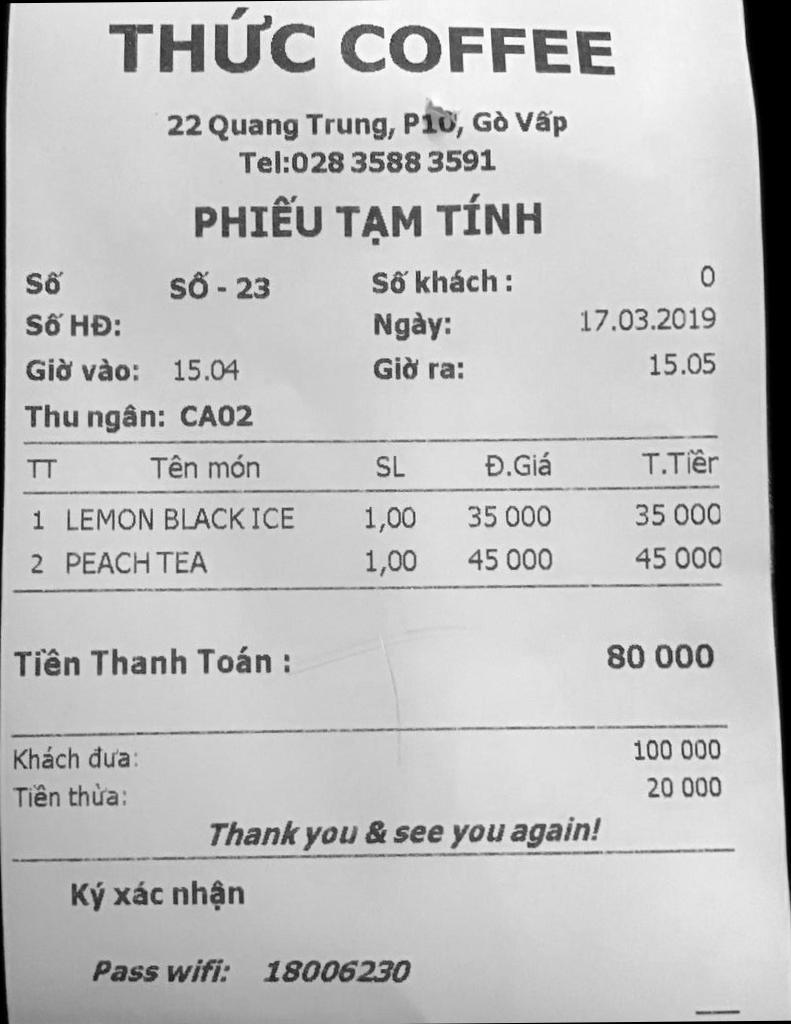 THỨC COFFEE
22 Quang Trung, P10, Gò Vấp
Tel:028 3588 3591
PHIẾU TẠM TÍNH
Số SỐ - 23 Số khách : 0
Số HĐ: Ngày: 17.03.2019
Giờ vào: 15.04 Giờ ra: 15.05
Thu ngân: CA02
TT Tên món SL Đ.Giá T.Tiền
1 LEMON BLACK ICE 1,00 35 000 35 000
2 PEACH TEA 1,00 45 000 45 000
Tiền Thanh Toán : 80 000
Khách đưa: 100 000
Tiền thừa: 20 000
Thank you & see you again!
Ký xác nhận
Pass wifi: 18006230